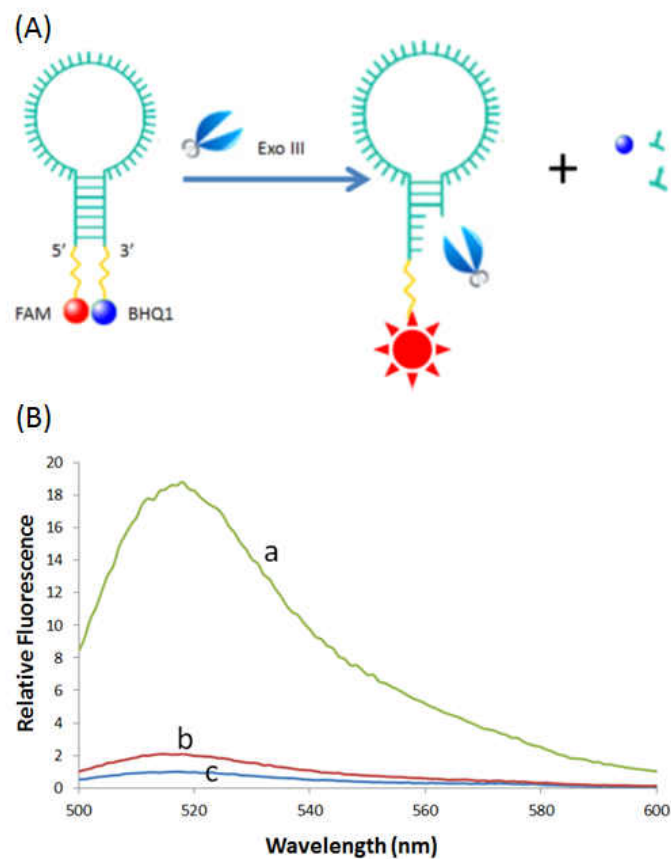 (A)
Exo III
+
5' 3'
FAM BHQ1
(B)
20
18
16
14
12
10
8
6
4
2
0
Relative Fluorescence
a
b
c
500 520 540 560 580 600
Wavelength (nm)